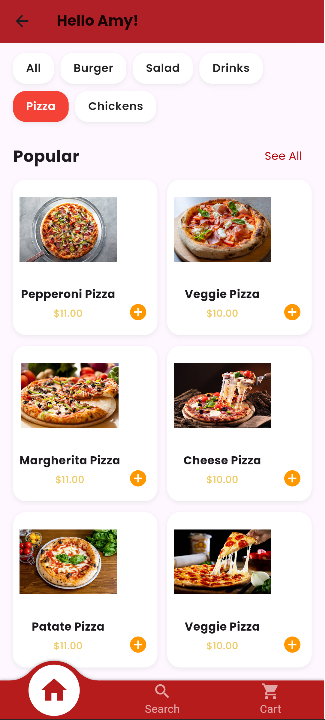 Hello Amy!
All Burger Salad Drinks
Pizza Chickens
Popular See All
Pepperoni Pizza Veggie Pizza
$11.00 $10.00
Margherita Pizza Cheese Pizza
$11.00 $10.00
Patate Pizza Veggie Pizza
$11.00 $10.00
Search Cart